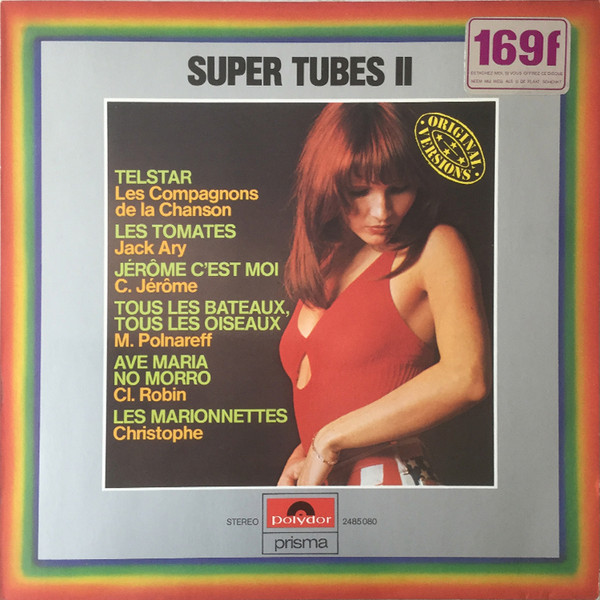 SUPER TUBES II
169f
ORIGINAL
VERSIONS
TELSTAR
Les Compagnons
de la Chanson
LES TOMATES
Jack Ary
JÉRÔME C'EST MOI
C. Jérôme
TOUS LES BATEAUX,
TOUS LES OISEAUX
M. Polnareff
AVE MARIA
NO MORRO
Cl. Robin
LES MARIONNETTES
Christophe
STEREO polydor 2485 080
prisma